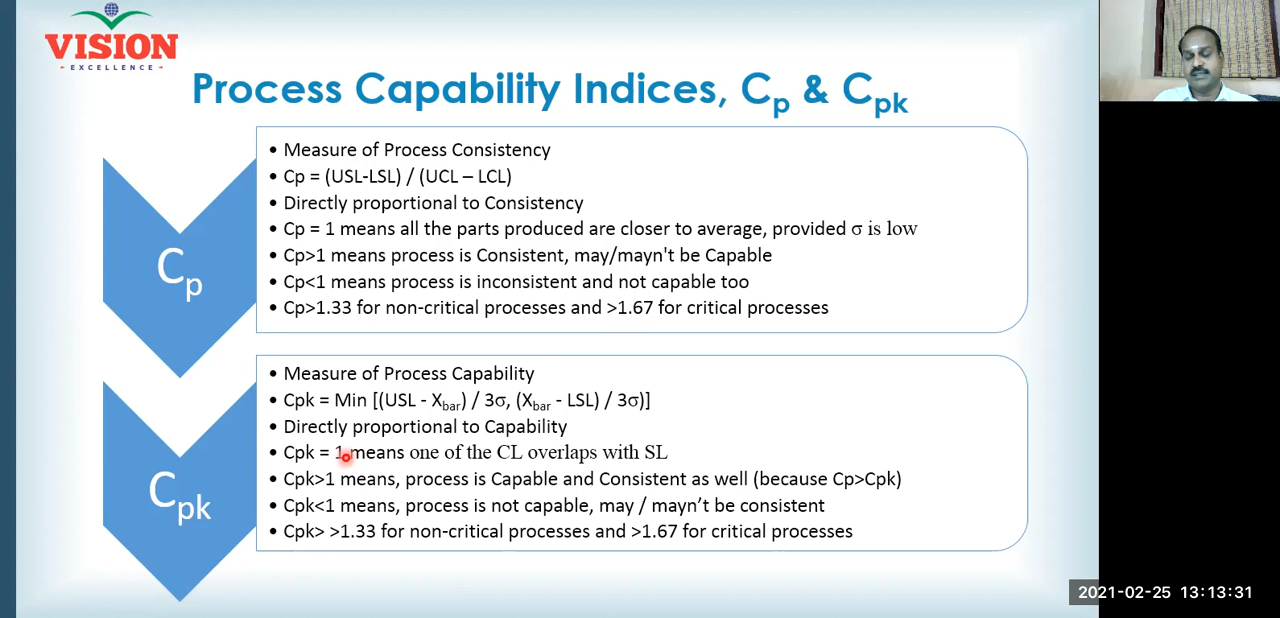 VISION
EXCELLENCE
Process Capability Indices, Cp & Cpk
Cp
• Measure of Process Consistency
• Cp = (USL-LSL) / (UCL – LCL)
• Directly proportional to Consistency
• Cp = 1 means all the parts produced are closer to average, provided σ is low
• Cp>1 means process is Consistent, may/mayn't be Capable
• Cp<1 means process is inconsistent and not capable too
• Cp>1.33 for non-critical processes and >1.67 for critical processes
Cpk
• Measure of Process Capability
• Cpk = Min [(USL - Xbar) / 3σ, (Xbar - LSL) / 3σ)]
• Directly proportional to Capability
• Cpk = 1 means one of the CL overlaps with SL
• Cpk>1 means, process is Capable and Consistent as well (because Cp>Cpk)
• Cpk<1 means, process is not capable, may / mayn’t be consistent
• Cpk> >1.33 for non-critical processes and >1.67 for critical processes
2021-02-25 13:13:31